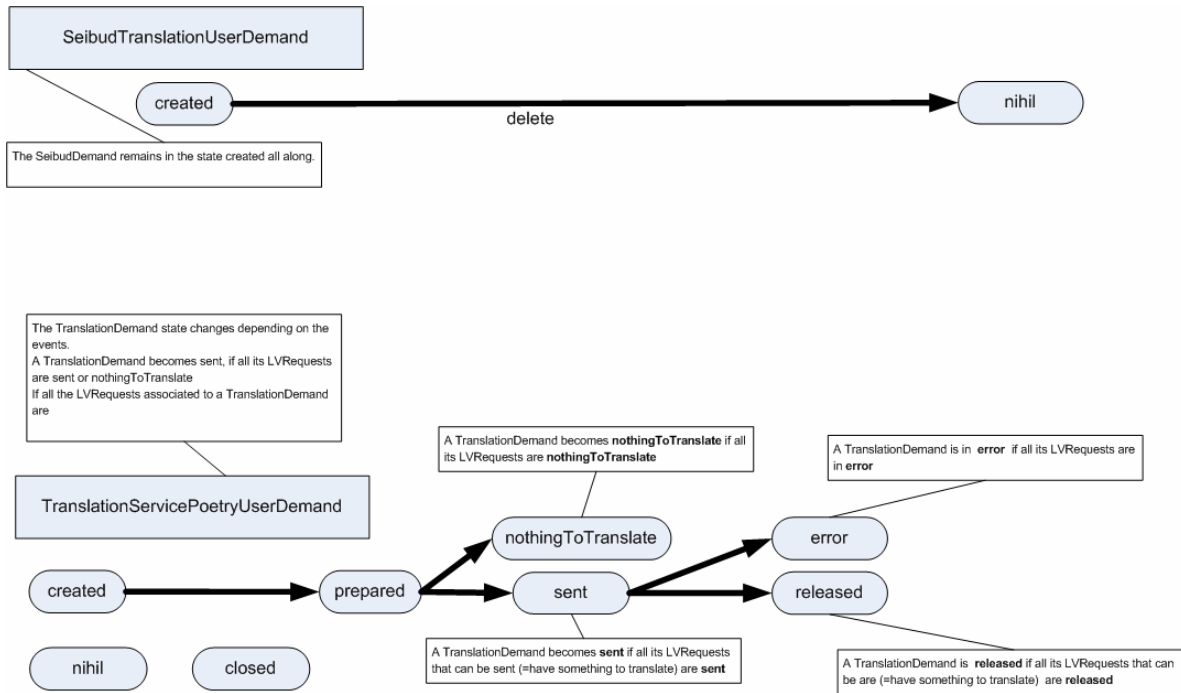 SeibudTranslationUserDemand
created
nihil
delete
The SeibudDemand remains in the state created all along.
The TranslationDemand state changes depending on the
events.
A TranslationDemand becomes sent, if all its LVRequests
are sent or nothingToTranslate
If all the LVRequests associated to a TranslationDemand
are
A TranslationDemand becomes nothingToTranslate if all
its LVRequests are nothingToTranslate
A TranslationDemand is in error if all its LVRequests are
in error
TranslationServicePoetryUserDemand
nothingToTranslate
error
created
prepared
sent
released
nihil
closed
A TranslationDemand becomes sent if all its LVRequests
that can be sent (=have something to translate) are sent
A TranslationDemand is released if all its LVRequests that can
be are (=have something to translate) are released